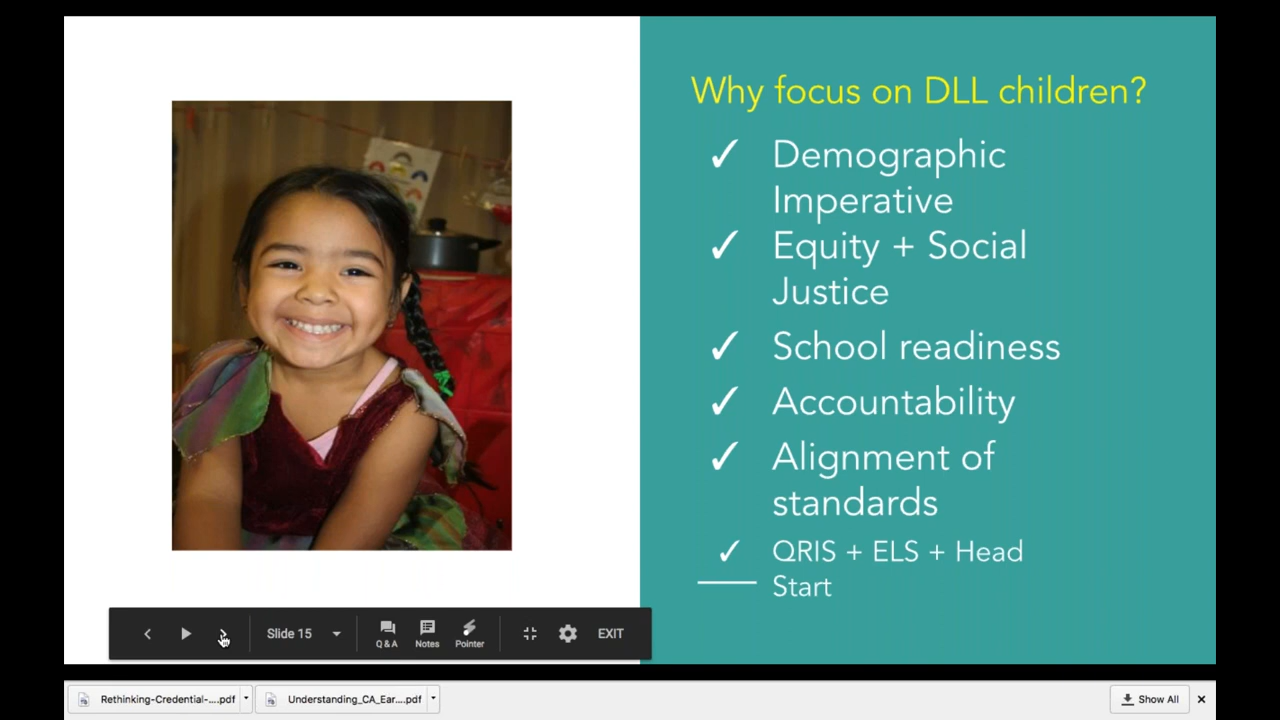 Why focus on DLL children?
✓ Demographic
Imperative
✓ Equity + Social
Justice
✓ School readiness
✓ Accountability
✓ Alignment of
standards
✓ QRIS + ELS + Head
Start
Slide 15
Q & A
Notes
Pointer
EXIT
Rethinking-Credential-....pdf
Understanding_CA_Ear....pdf
Show All